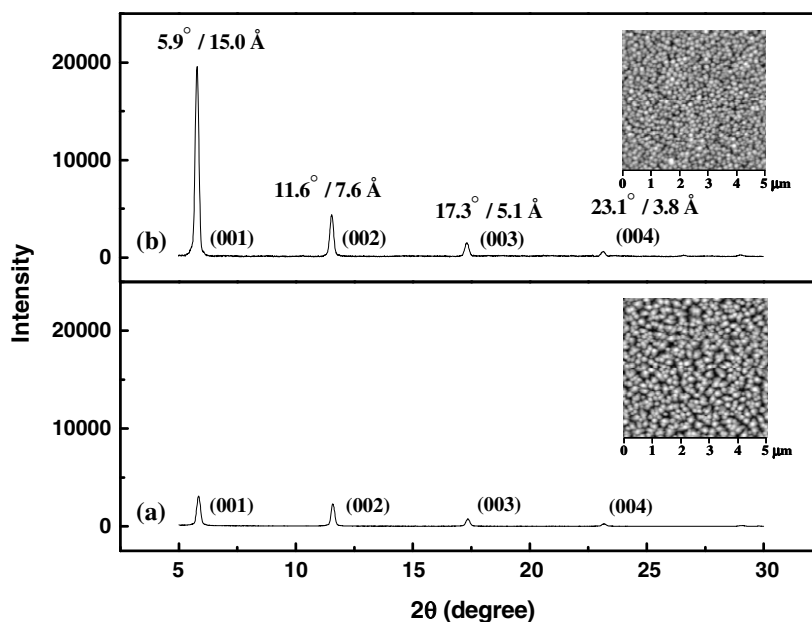 5.9° / 15.0 Å
20000
11.6° / 7.6 Å
17.3° / 5.1 Å
23.1° / 3.8 Å
10000
(b)
(001)
(002)
(003)
(004)
0
0 1 2 3 4 5 μm
Intensity
20000
10000
(a)
(001)
(002)
(003)
(004)
0
0 1 2 3 4 5 μm
5 10 15 20 25 30
2θ (degree)